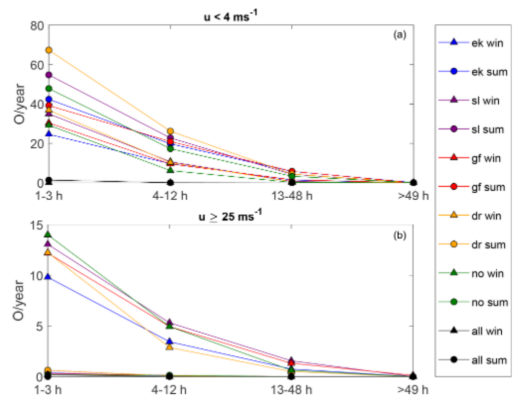 u < 4 ms⁻¹
(a)
O/year
80
60
40
20
0
1-3 h 4-12 h 13-48 h >49 h
u ≥ 25 ms⁻¹
(b)
O/year
15
10
5
0
1-3 h 4-12 h 13-48 h >49 h
ek win
ek sum
sl win
sl sum
gf win
gf sum
dr win
dr sum
no win
no sum
all win
all sum